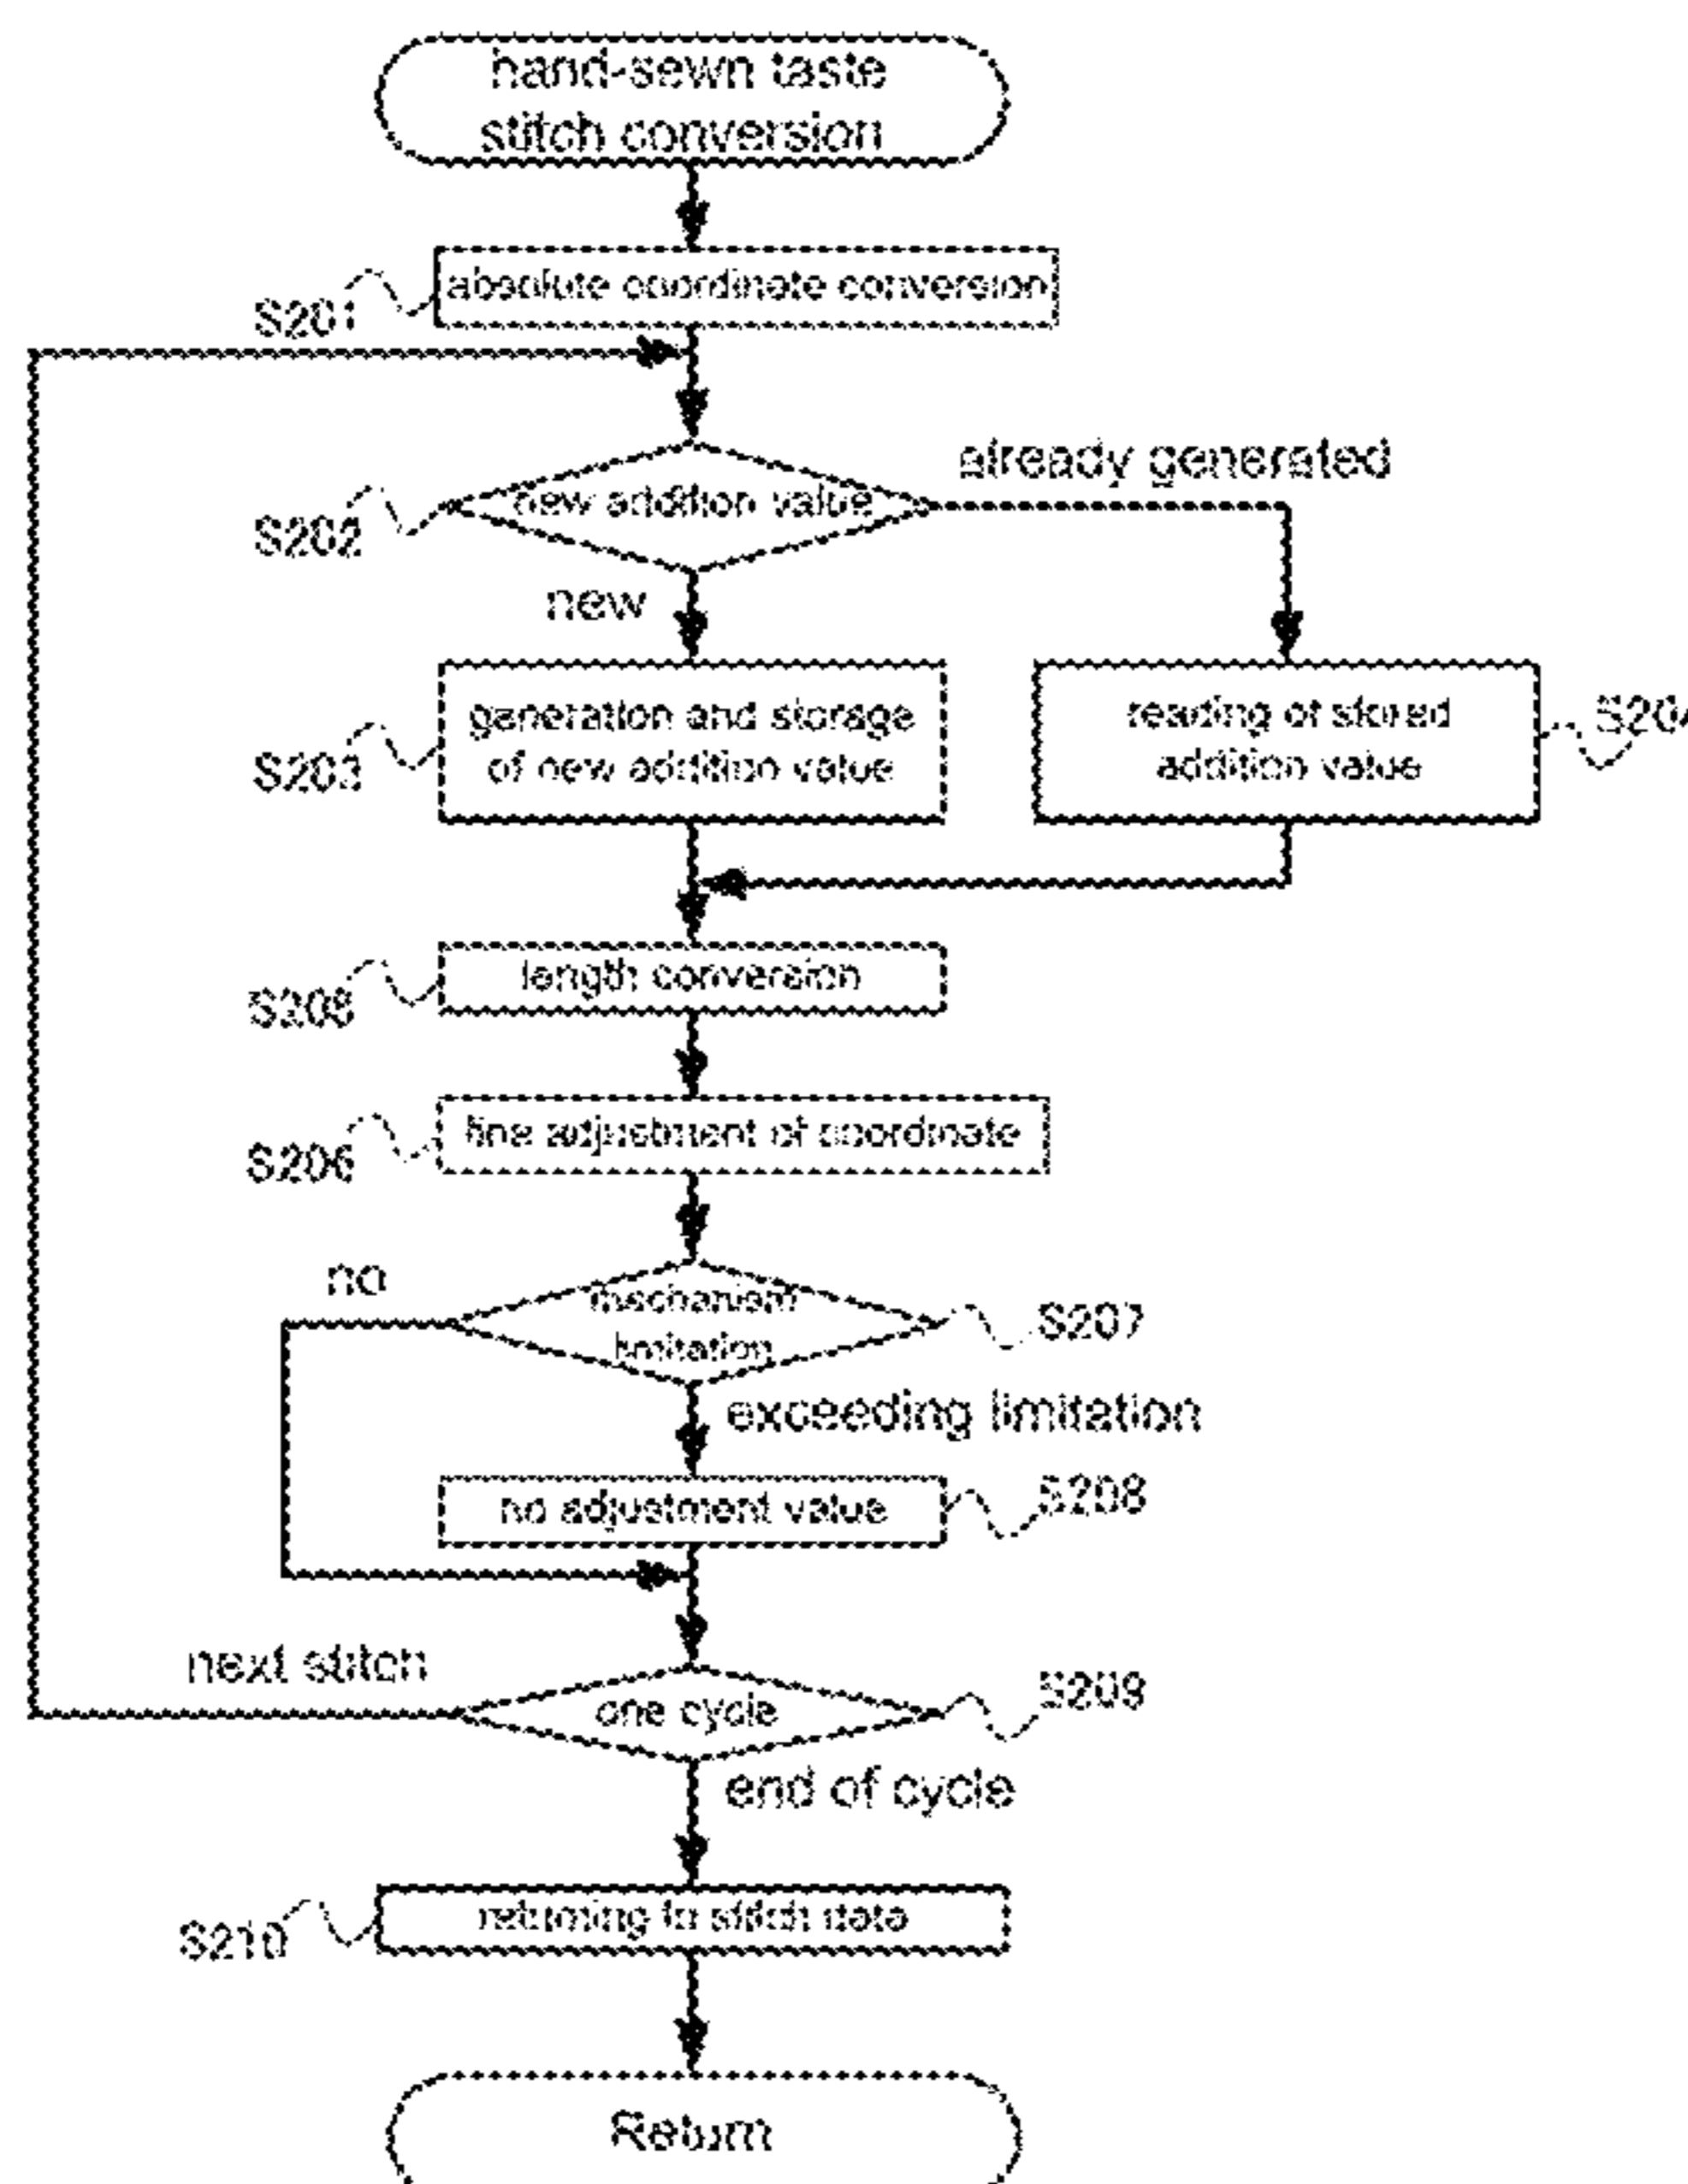 hand-sewn taste
stitch conversion
absolute coordinate conversion
S201
already generated
new addition value
S202
new
generation and storage
of new addition value
S203
reading of stored
addition value
S204
length conversion
S205
fine adjustment of coordinate
S206
no
mechanism
limitation
S207
exceeding limitation
no adjustment value
S208
next stitch
one cycle
S209
end of cycle
returning to stitch data
S210
Return